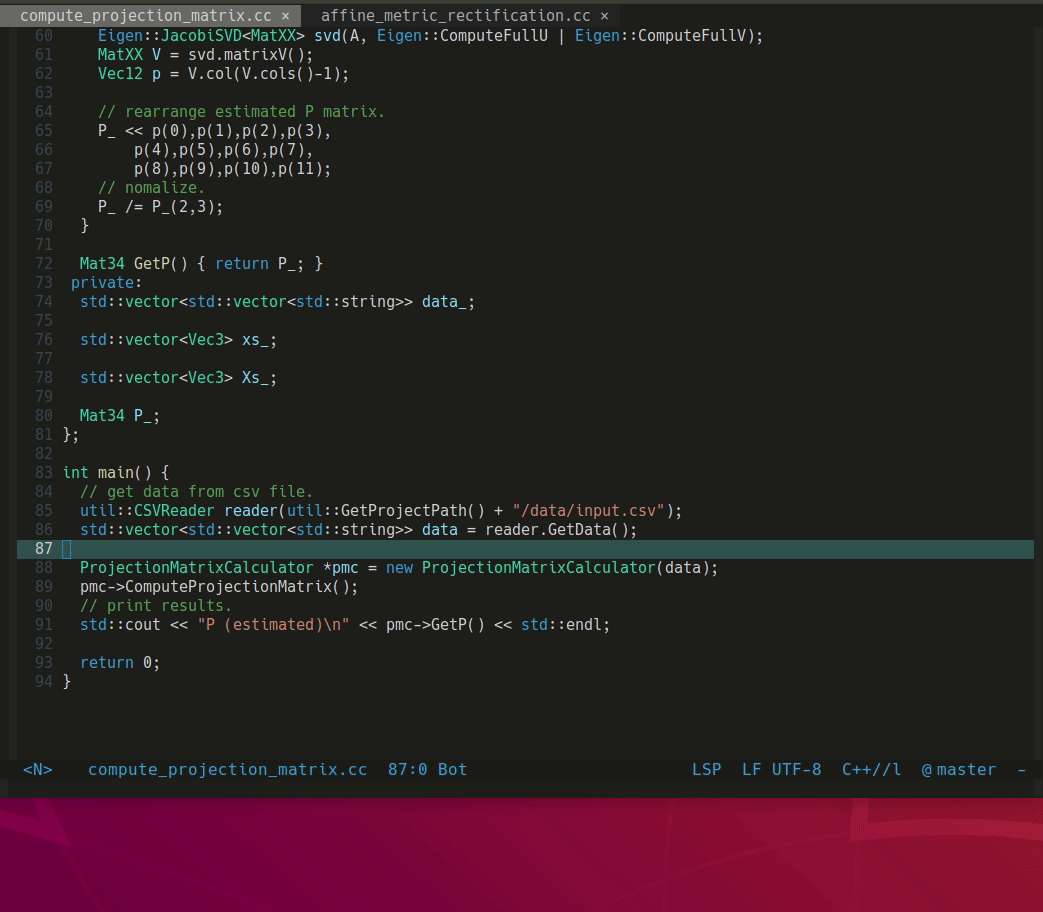 compute_projection_matrix.cc × affine_metric_rectification.cc ×
60 Eigen::JacobiSVD<MatXX> svd(A, Eigen::ComputeFullU | Eigen::ComputeFullV);
61 MatXX V = svd.matrixV();
62 Vec12 p = V.col(V.cols()-1);
63
64 // rearrange estimated P matrix.
65 P_ << p(0),p(1),p(2),p(3),
66 p(4),p(5),p(6),p(7),
67 p(8),p(9),p(10),p(11);
68 // nomalize.
69 P_ /= P_(2,3);
70 }
71
72 Mat34 GetP() { return P_; }
73 private:
74 std::vector<std::vector<std::string>> data_;
75
76 std::vector<Vec3> xs_;
77
78 std::vector<Vec3> Xs_;
79
80 Mat34 P_;
81 };
82
83 int main() {
84 // get data from csv file.
85 util::CSVReader reader(util::GetProjectPath() + "/data/input.csv");
86 std::vector<std::vector<std::string>> data = reader.GetData();
87
88 ProjectionMatrixCalculator *pmc = new ProjectionMatrixCalculator(data);
89 pmc->ComputeProjectionMatrix();
90 // print results.
91 std::cout << "P (estimated)\n" << pmc->GetP() << std::endl;
92
93 return 0;
94 }
<N> compute_projection_matrix.cc 87:0 Bot LSP LF UTF-8 C++//l @ master -